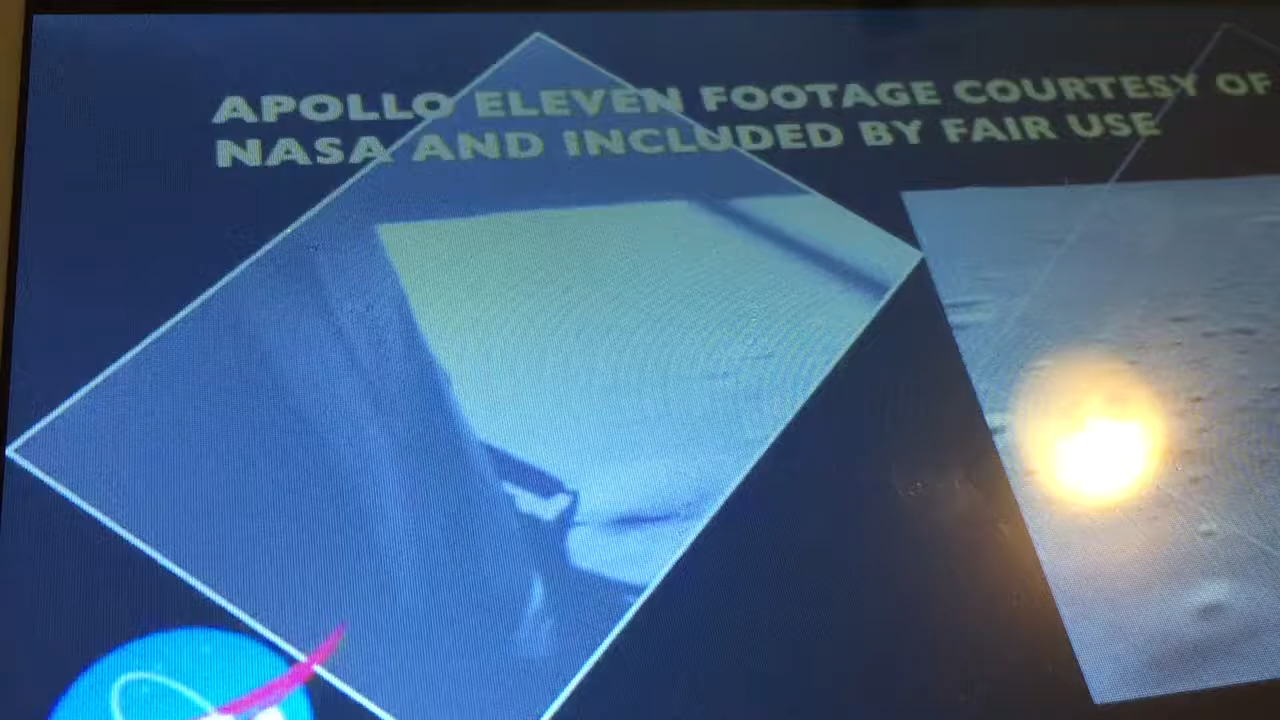 APOLLO ELEVEN FOOTAGE COURTESY OF
NASA AND INCLUDED BY FAIR USE